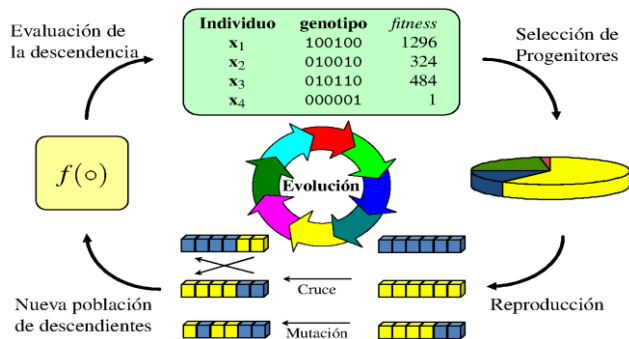 Evaluación de
la descendencia
Individuo genotipo fitness
x1 100100 1296
x2 010010 324
x3 010110 484
x4 000001 1
Selección de
Progenitores
f(○)
Evolución
Nueva población
de descendientes
Cruce
Mutación
Reproducción